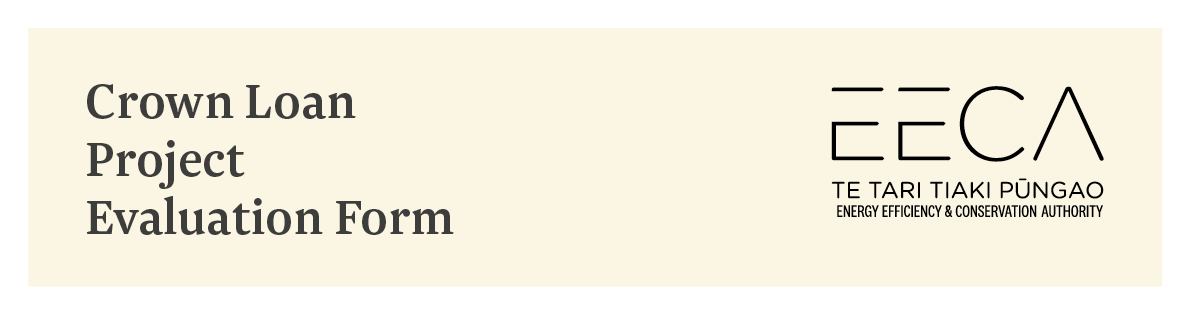 Crown Loan
Project
Evaluation Form
EECA
TE TARI TIAKI PŪNGAO
ENERGY EFFICIENCY & CONSERVATION AUTHORITY